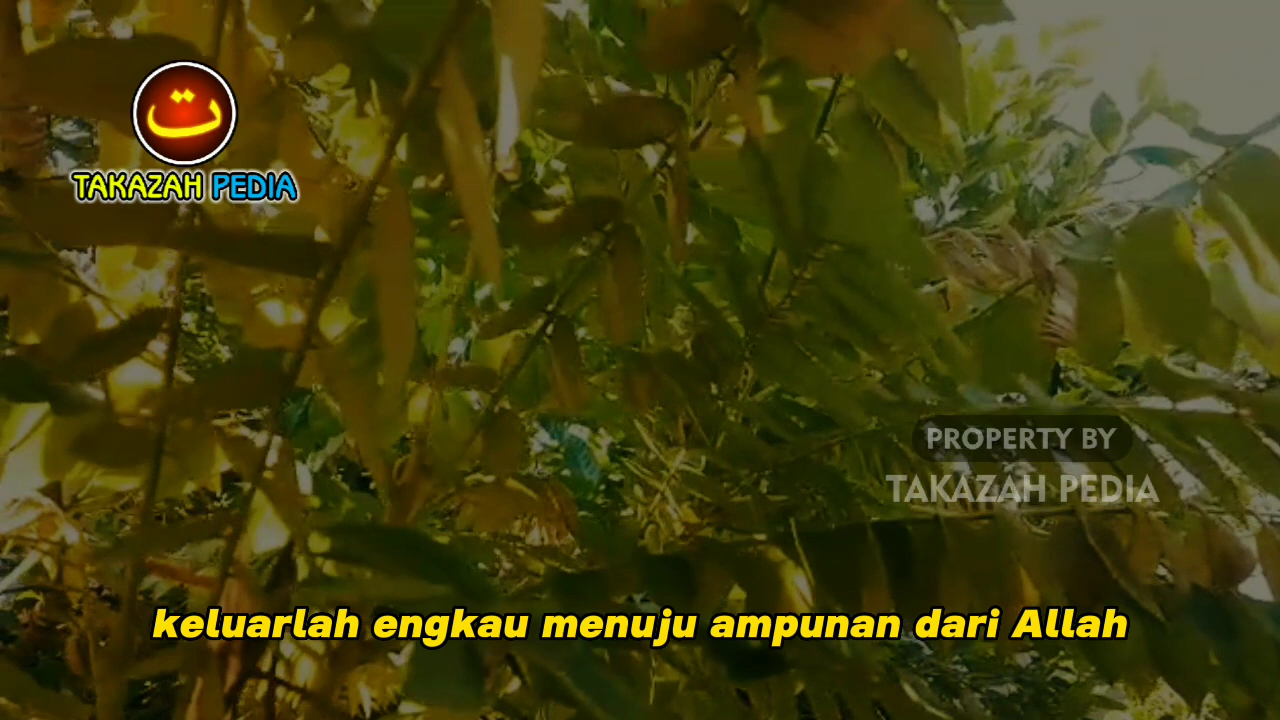 ت
TAKAZAH PEDIA
PROPERTY BY
TAKAZAH PEDIA
keluarlah engkau menuju ampunan dari Allah